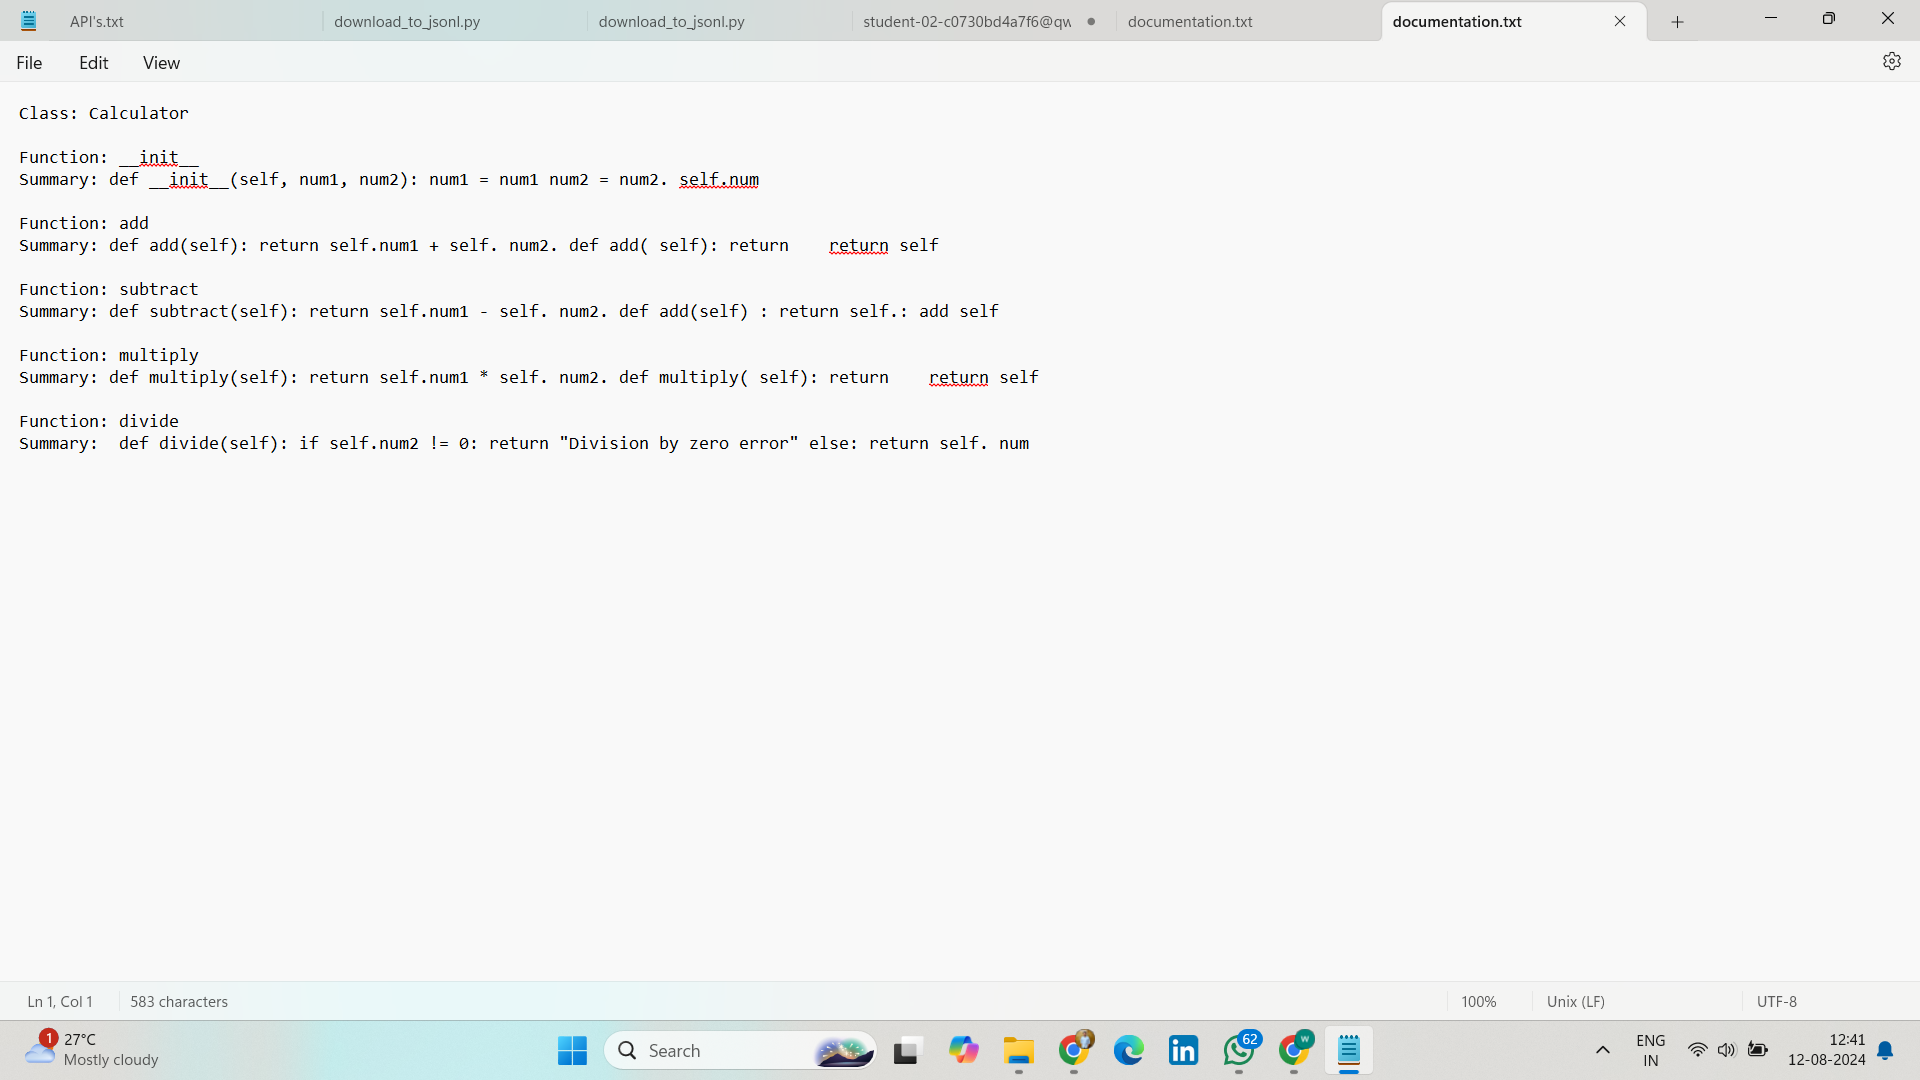 API's.txt
download_to_jsonl.py
download_to_jsonl.py
student-02-c0730bd4a7f6@qw
documentation.txt
documentation.txt
File
Edit
View
Class: Calculator
Function: __init__
Summary: def __init__(self, num1, num2): num1 = num1 num2 = num2. self.num
Function: add
Summary: def add(self): return self.num1 + self. num2. def add( self): return    return self
Function: subtract
Summary: def subtract(self): return self.num1 - self. num2. def add(self) : return self.: add self
Function: multiply
Summary: def multiply(self): return self.num1 * self. num2. def multiply( self): return    return self
Function: divide
Summary:  def divide(self): if self.num2 != 0: return "Division by zero error" else: return self. num
Ln 1, Col 1
583 characters
100%
Unix (LF)
UTF-8
1
27°C
Mostly cloudy
Search
in
62
W
ENG
IN
12:41
12-08-2024